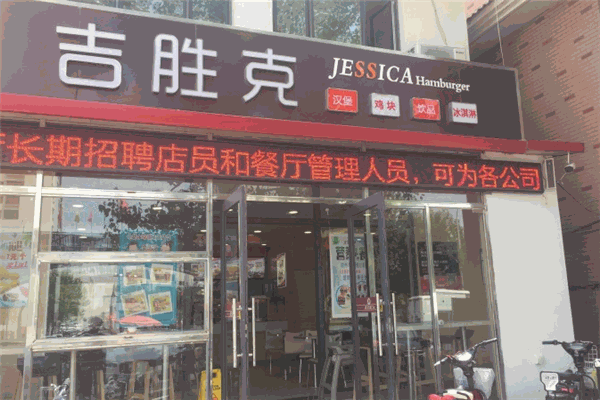 吉胜克
JESSICA Hamburger
汉堡 鸡块 饮品 冰淇淋
长期招聘店员和餐厅管理人员，可为各公司